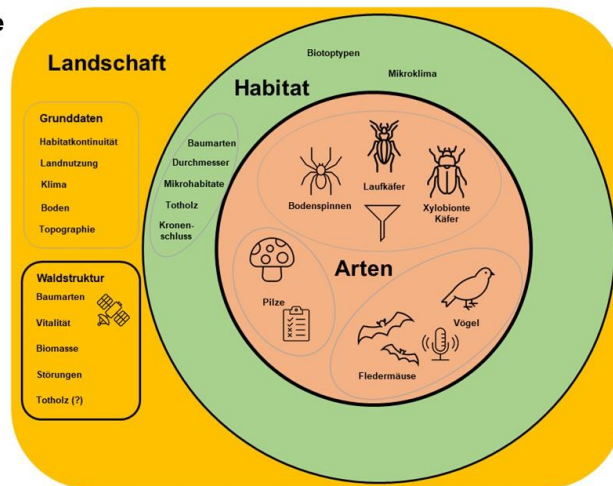 e
Landschaft
Biotoptypen
Mikroklima
Habitat
Grunddaten
Habitatkontinuität
Landnutzung
Klima
Boden
Topographie
Baumarten
Durchmesser
Mikrohabitate
Totholz
Kronen-
schluss
Laufkäfer
Bodenspinnen
Xylobionte
Käfer
Arten
Pilze
Vögel
Fledermäuse
Waldstruktur
Baumarten
Vitalität
Biomasse
Störungen
Totholz (?)